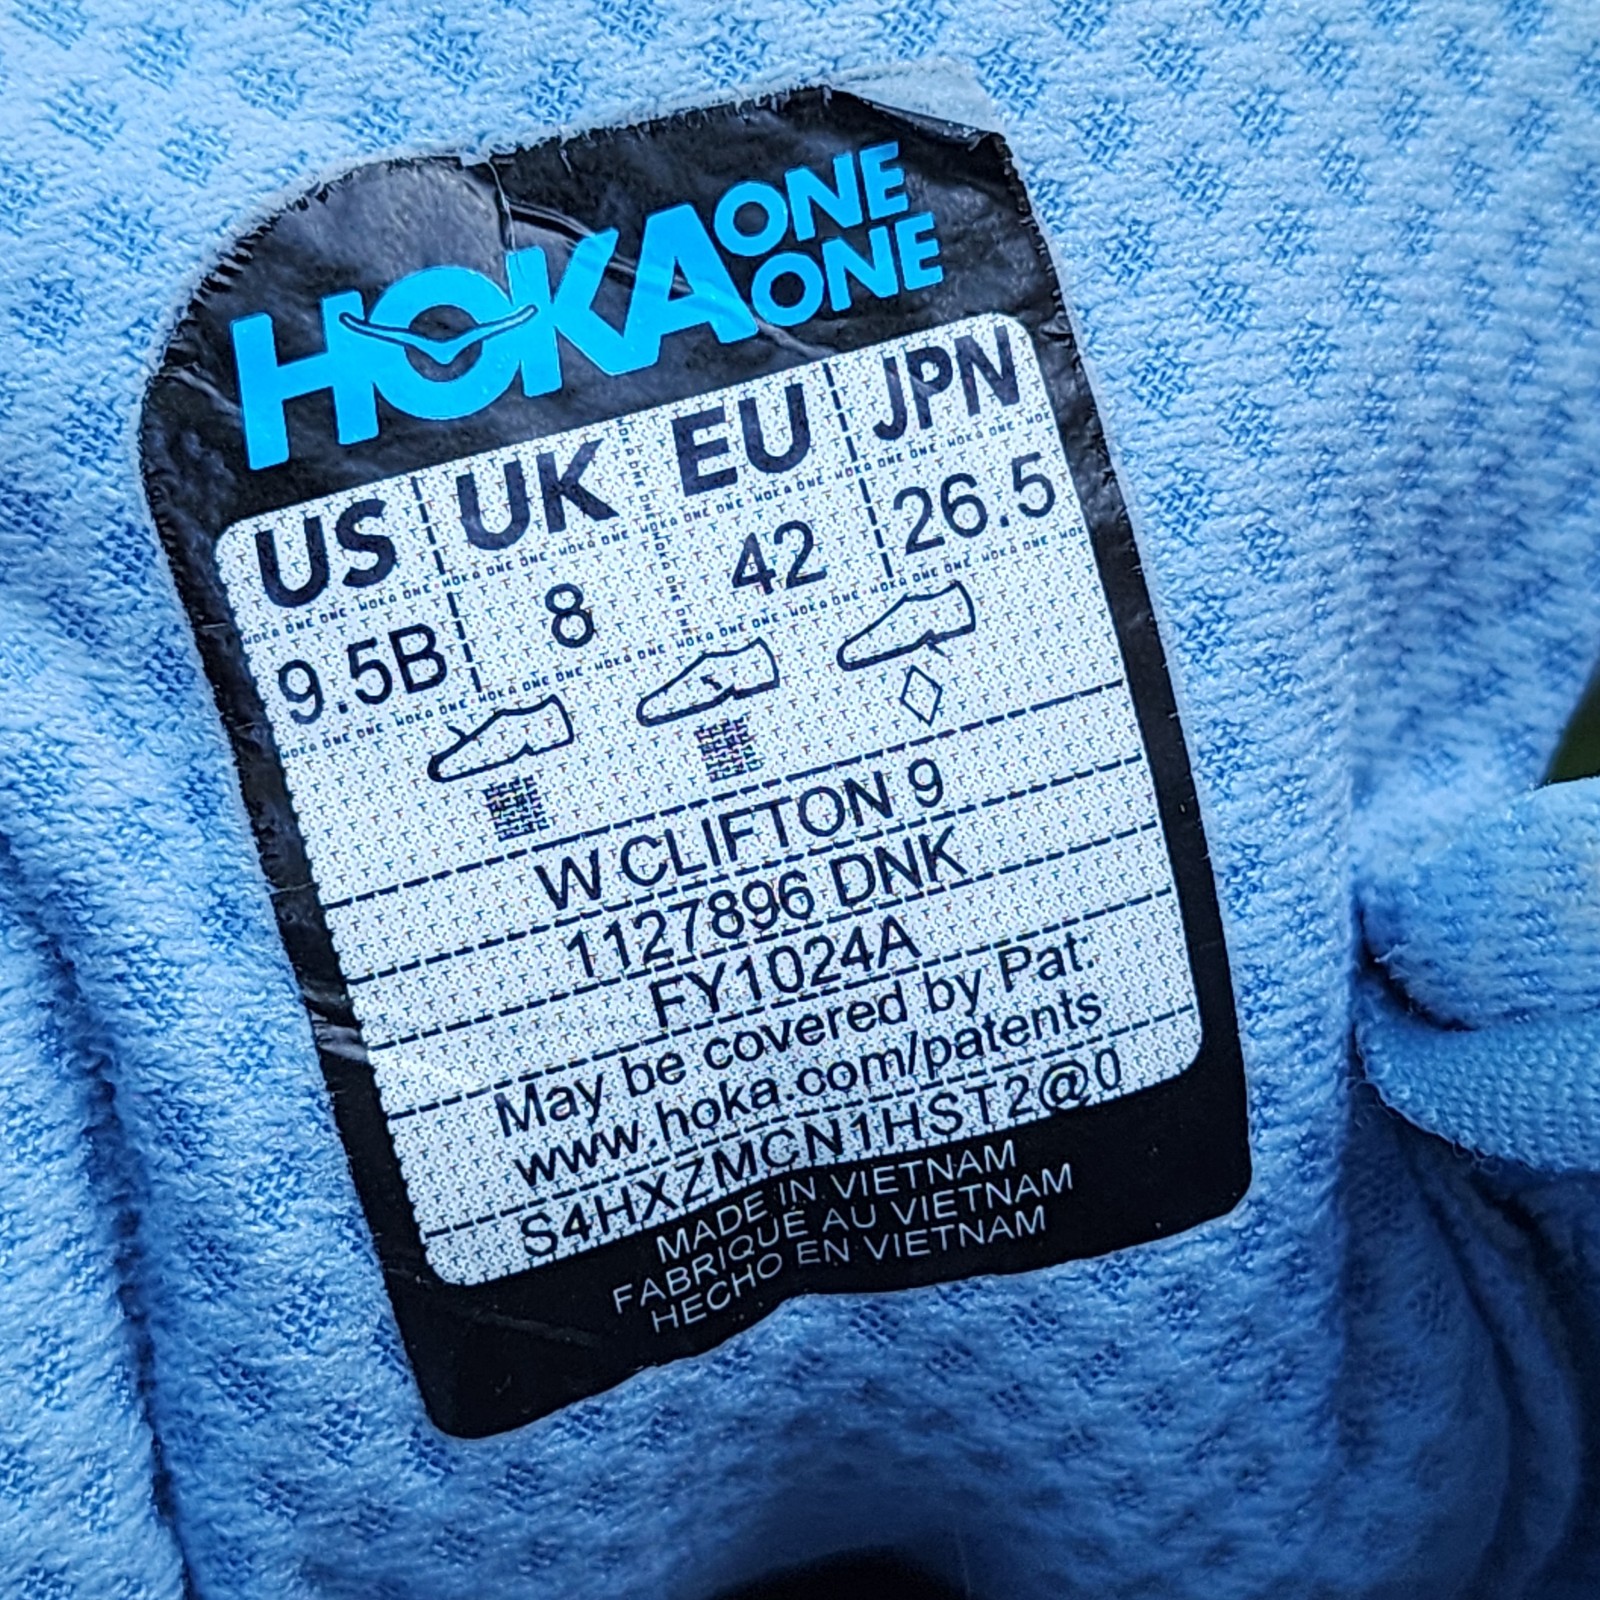 HOKA ONE ONE
US UK EU JPN
9.5B 8 42 26.5
W CLIFTON 9
1127896 DNK
FY1024A
May be covered by Pat:
www.hoka.com/patents
S4HXZMCN1HST2@0
MADE IN VIETNAM
FABRIQUÉ AU VIETNAM
HECHO EN VIETNAM